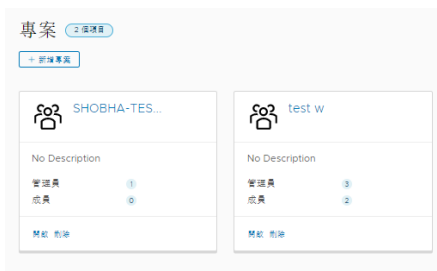 專案 2 個項目
+ 新增專案
SHOBHA-TES...
No Description
管理員 1
成員 0
開啟 刪除
test w
No Description
管理員 3
成員 2
開啟 刪除